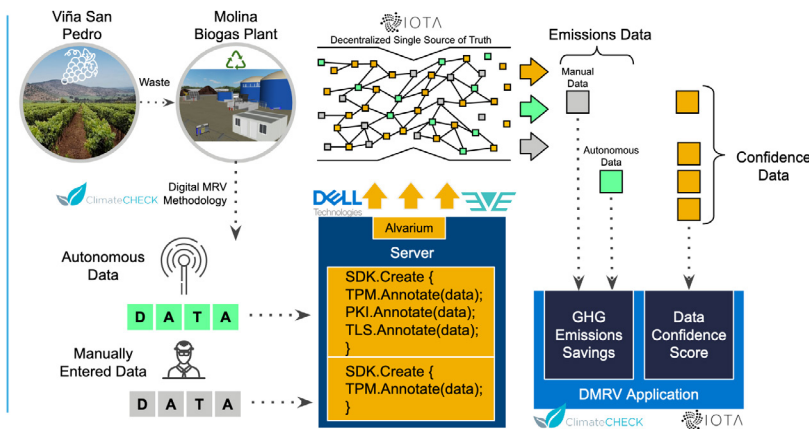 Viña San
Pedro
Waste
Molina
Biogas Plant
IOTA
Decentralized Single Source of Truth
Emissions Data
Manual
Data
Autonomous
Data
Confidence
Data
ClimateCHECK
Digital MRV
Methodology
DELL
Technologies
Alvarium
Server
Autonomous
Data
D A T A
SDK.Create {
TPM.Annotate(data);
PKI.Annotate(data);
TLS.Annotate(data);
}
Manually
Entered Data
D A T A
SDK.Create {
TPM.Annotate(data);
}
GHG
Emissions
Savings
Data
Confidence
Score
DMRV Application
ClimateCHECK
IOTA